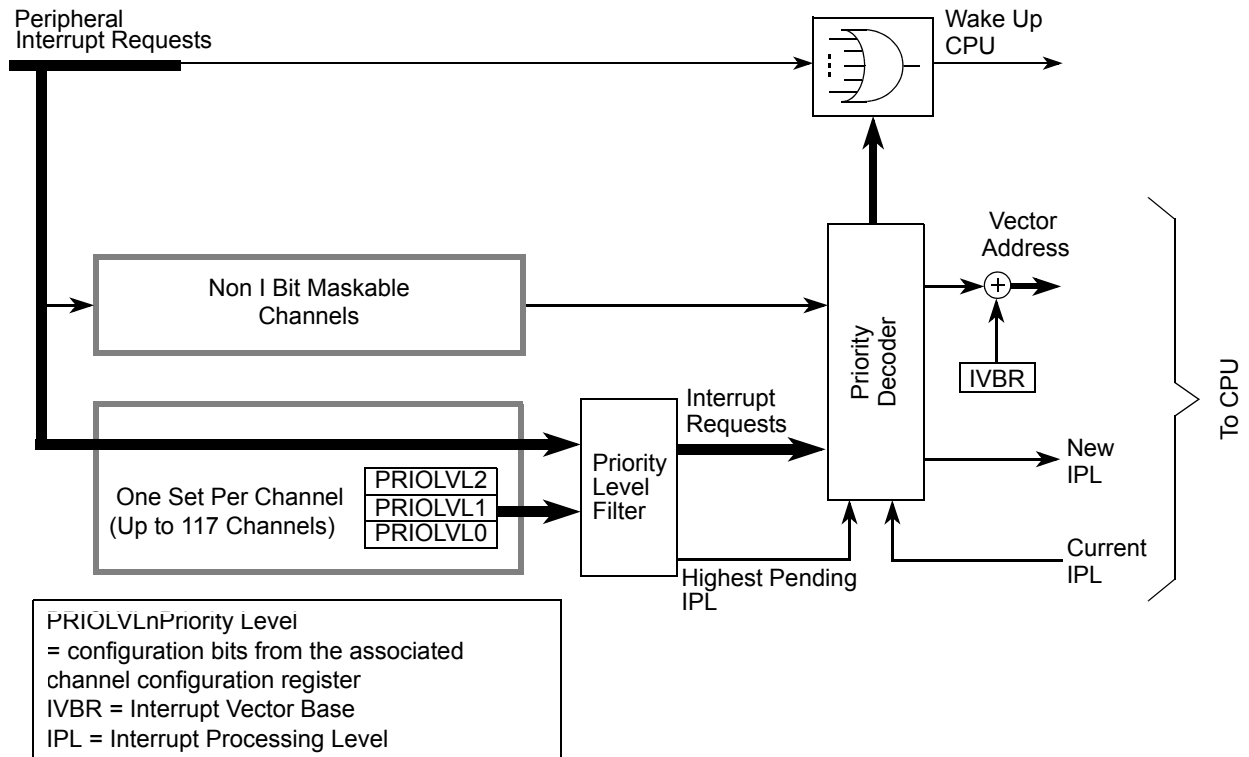 Peripheral
Interrupt Requests
Wake Up
CPU
Non I Bit Maskable
Channels
Vector
Address
Priority
Decoder
IVBR
To CPU
Interrupt
Requests
Priority
Level
Filter
One Set Per Channel
(Up to 117 Channels)
PRIOLVL2
PRIOLVL1
PRIOLVL0
New
IPL
Current
IPL
Highest Pending
IPL
PRIOLVLnPriority Level
= configuration bits from the associated
channel configuration register
IVBR = Interrupt Vector Base
IPL = Interrupt Processing Level